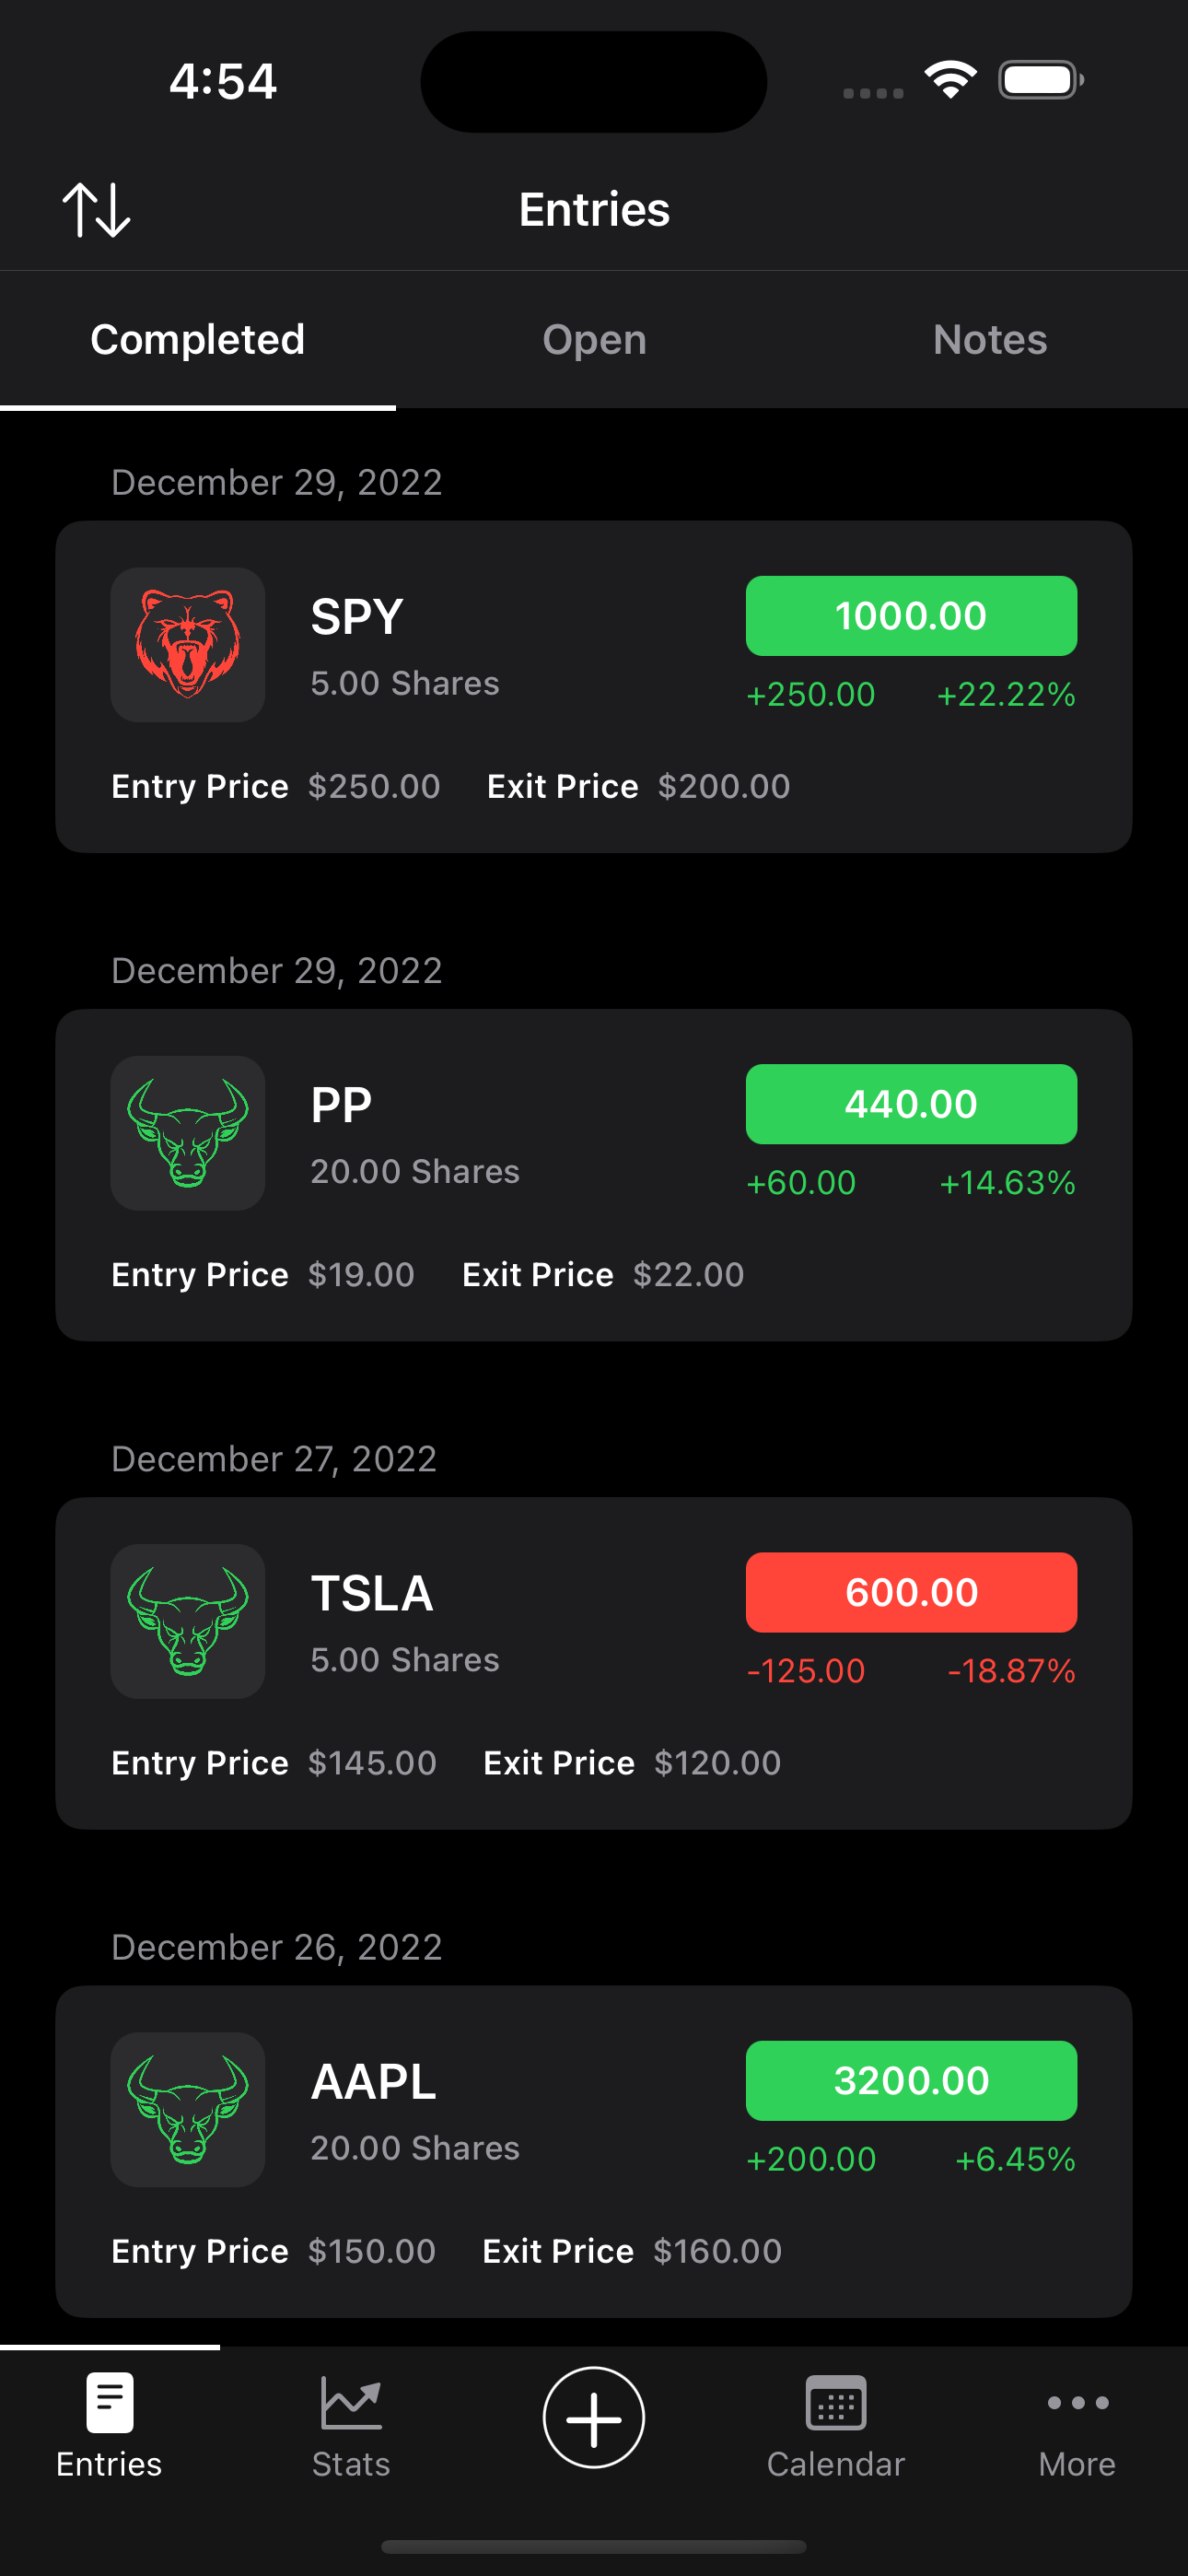 4:54
Entries
Completed Open Notes
December 29, 2022
SPY
1000.00
5.00 Shares
+250.00 +22.22%
Entry Price $250.00 Exit Price $200.00
December 29, 2022
PP
440.00
20.00 Shares
+60.00 +14.63%
Entry Price $19.00 Exit Price $22.00
December 27, 2022
TSLA
600.00
5.00 Shares
-125.00 -18.87%
Entry Price $145.00 Exit Price $120.00
December 26, 2022
AAPL
3200.00
20.00 Shares
+200.00 +6.45%
Entry Price $150.00 Exit Price $160.00
Entries Stats Calendar More